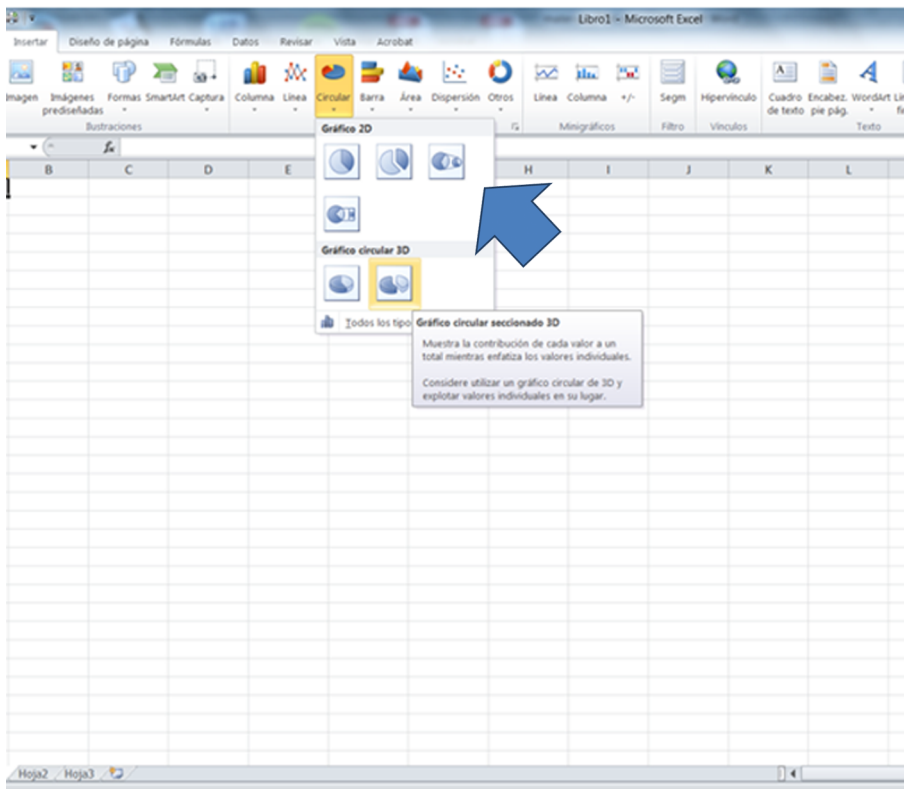 Libro1 - Microsoft Excel
Insertar Diseño de página Fórmulas Datos Revisar Vista Acrobat
Imágenes prediseñadas Formas SmartArt Captura Columna Línea Circular Barra Área Dispersión Otros Línea Columna +/- Segm Hipervínculo Cuadro de texto Encabez. pie pág. WordArt
Ilustraciones Minigráficos Filtro Vínculos Texto
fx
B C D E H I J K L
Gráfico 2D
Gráfico circular 3D
Todos los tipo
Gráfico circular seccionado 3D
Muestra la contribución de cada valor a un
total mientras enfatiza los valores individuales.
Considere utilizar un gráfico circular de 3D y
explotar valores individuales en su lugar.
Hoja2 Hoja3